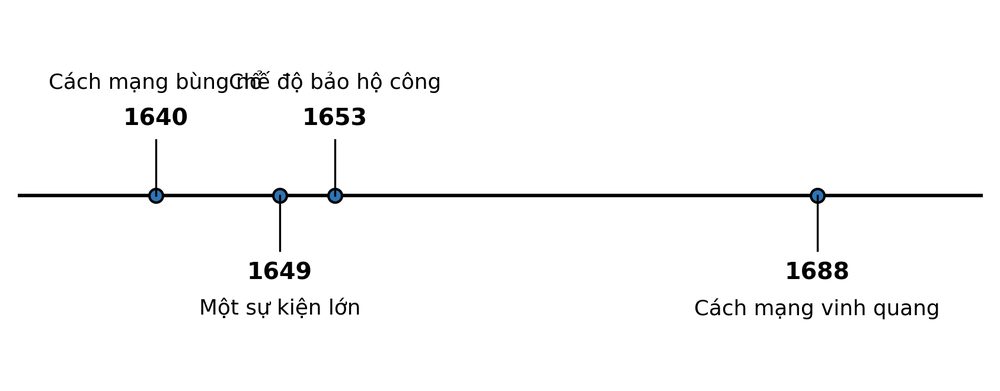 Cách mạng bùng nổ
Chế độ bảo hộ công
1640
1653
1649
1688
Một sự kiện lớn
Cách mạng vinh quang